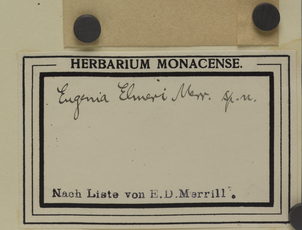 HERBARIUM MONACENSE.
Eugenia Elmeri Merr. sp. n.
Nach Liste von E.D.Merrill.